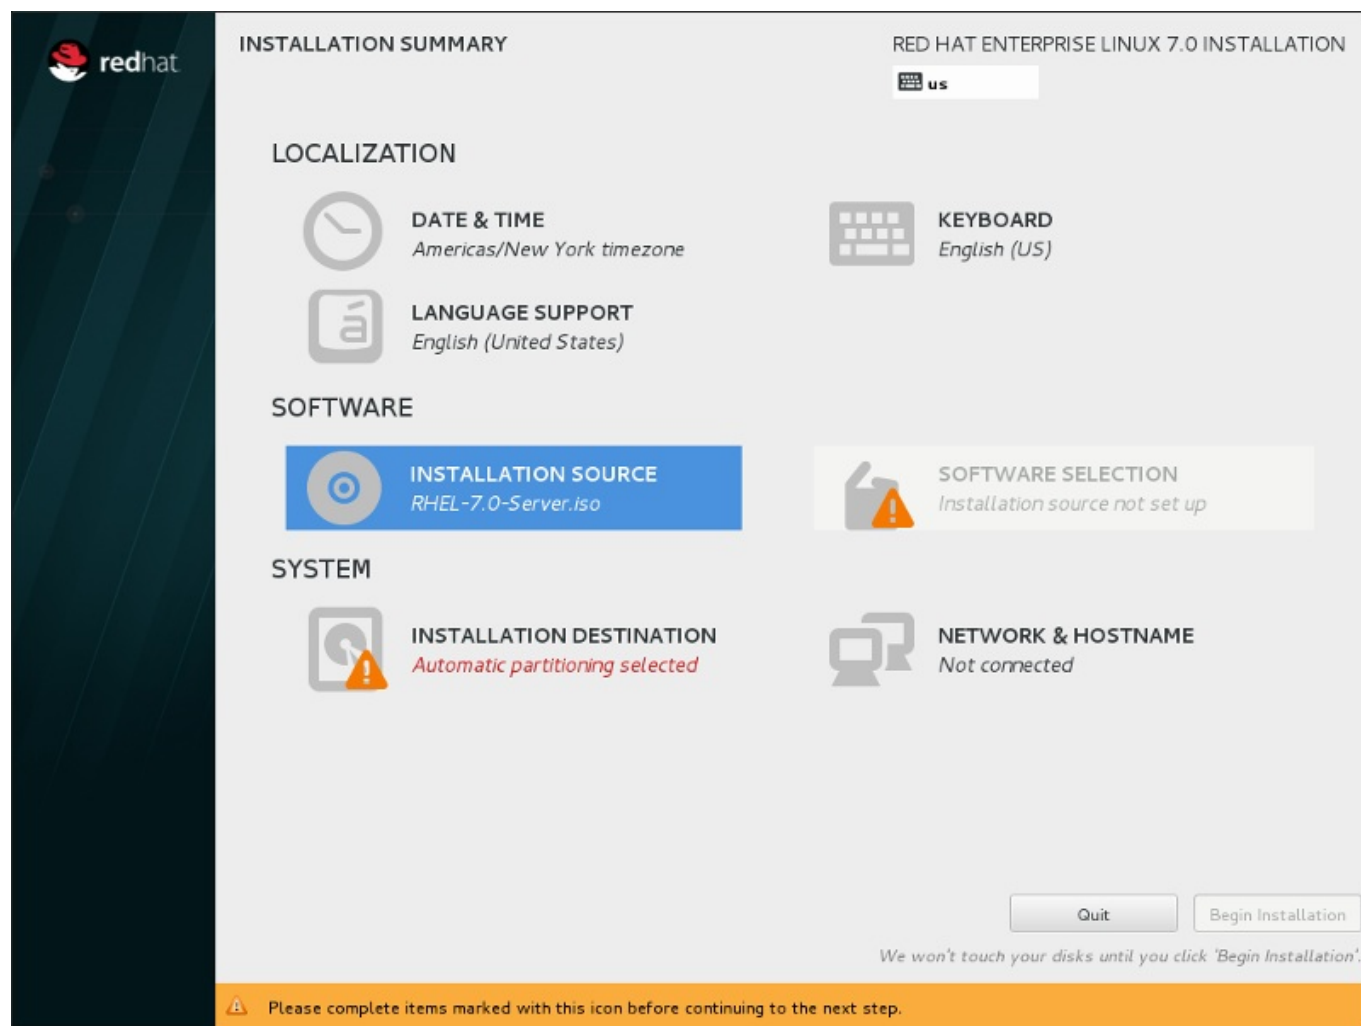 redhat
INSTALLATION SUMMARY
RED HAT ENTERPRISE LINUX 7.0 INSTALLATION
us
LOCALIZATION
DATE & TIME
Americas/New York timezone
KEYBOARD
English (US)
á
LANGUAGE SUPPORT
English (United States)
SOFTWARE
INSTALLATION SOURCE
RHEL-7.0-Server.iso
SOFTWARE SELECTION
Installation source not set up
SYSTEM
INSTALLATION DESTINATION
Automatic partitioning selected
NETWORK & HOSTNAME
Not connected
Quit
Begin Installation
We won't touch your disks until you click 'Begin Installation'.
Please complete items marked with this icon before continuing to the next step.